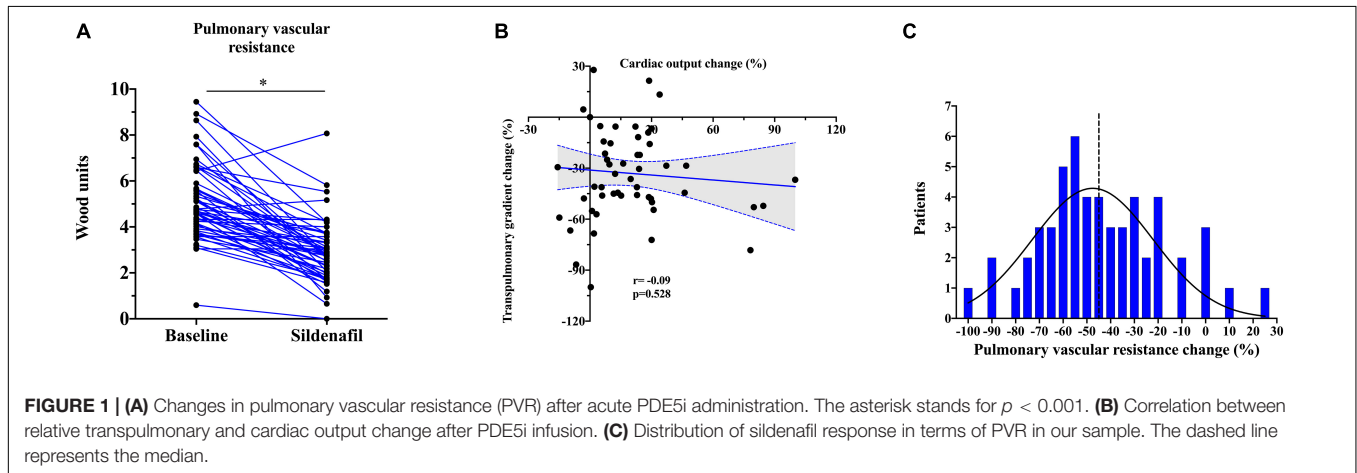 A
Pulmonary vascular
resistance
*
Wood units
10
8
6
4
2
0
Baseline
Sildenafil
B
Cardiac output change (%)
Transpulmonary gradient change (%)
30
-30
-60
-90
-120
-30
30
60
90
120
r= -0.09
p=0.528
C
Patients
7
6
5
4
3
2
1
0
-100 -90 -80 -70 -60 -50 -40 -30 -20 -10 0 10 20 30
Pulmonary vascular resistance change (%)
FIGURE 1 | (A) Changes in pulmonary vascular resistance (PVR) after acute PDE5i administration. The asterisk stands for p < 0.001. (B) Correlation between
relative transpulmonary and cardiac output change after PDE5i infusion. (C) Distribution of sildenafil response in terms of PVR in our sample. The dashed line
represents the median.